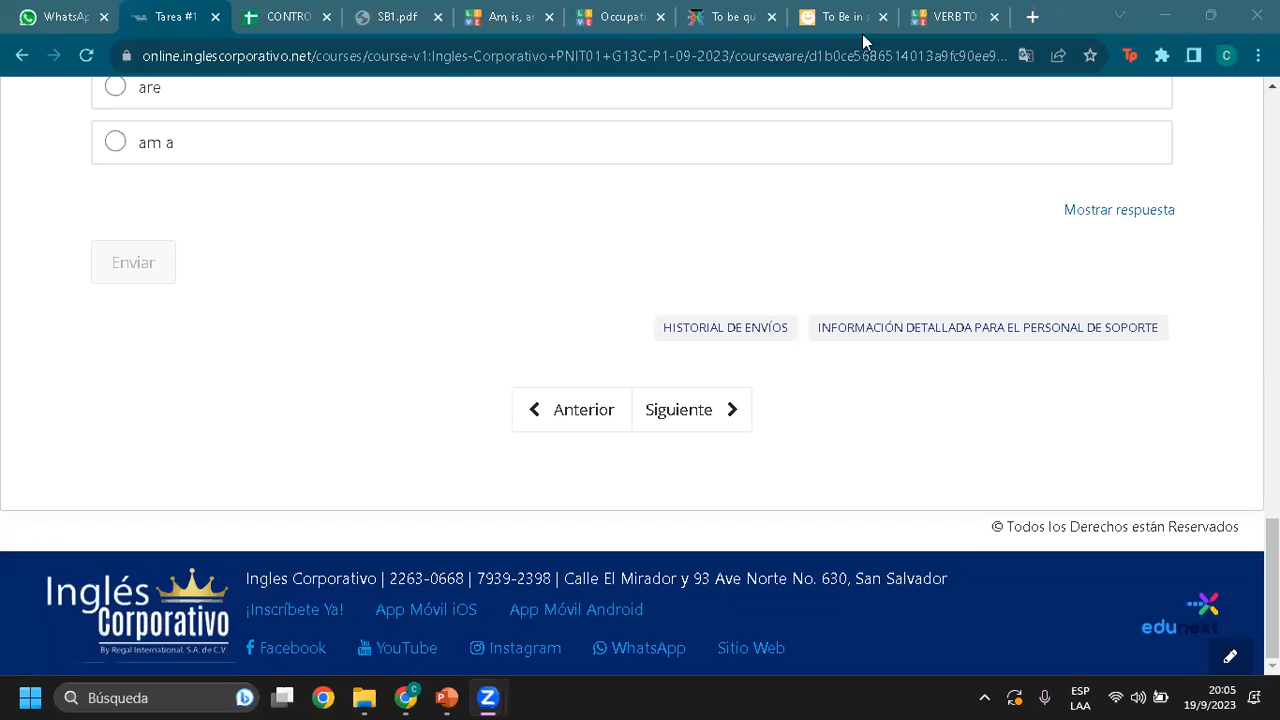 WhatsA
Tarea #1
CONTRO
SB1.pdf
Am, is, ar
Occupati
To be qu
To Be in s
VERB TO
online.inglescorporativo.net/courses/course-v1:Ingles-Corporativo+PNIT01+G13C-P1-09-2023/courseware/d1b0ce5686514013a9fc90ee9...
Tp
C
are
am a
Mostrar respuesta
Enviar
HISTORIAL DE ENVÍOS
INFORMACIÓN DETALLADA PARA EL PERSONAL DE SOPORTE
Anterior
Siguiente
© Todos los Derechos están Reservados
Inglés Corporativo
By Regal International, S.A. de C.V
Ingles Corporativo | 2263-0668 | 7939-2398 | Calle El Mirador y 93 Ave Norte No. 630, San Salvador
¡Inscríbete Ya! App Móvil iOS App Móvil Android
Facebook YouTube Instagram WhatsApp Sitio Web
edunext
Búsqueda
ESP
LAA
20:05
19/9/2023